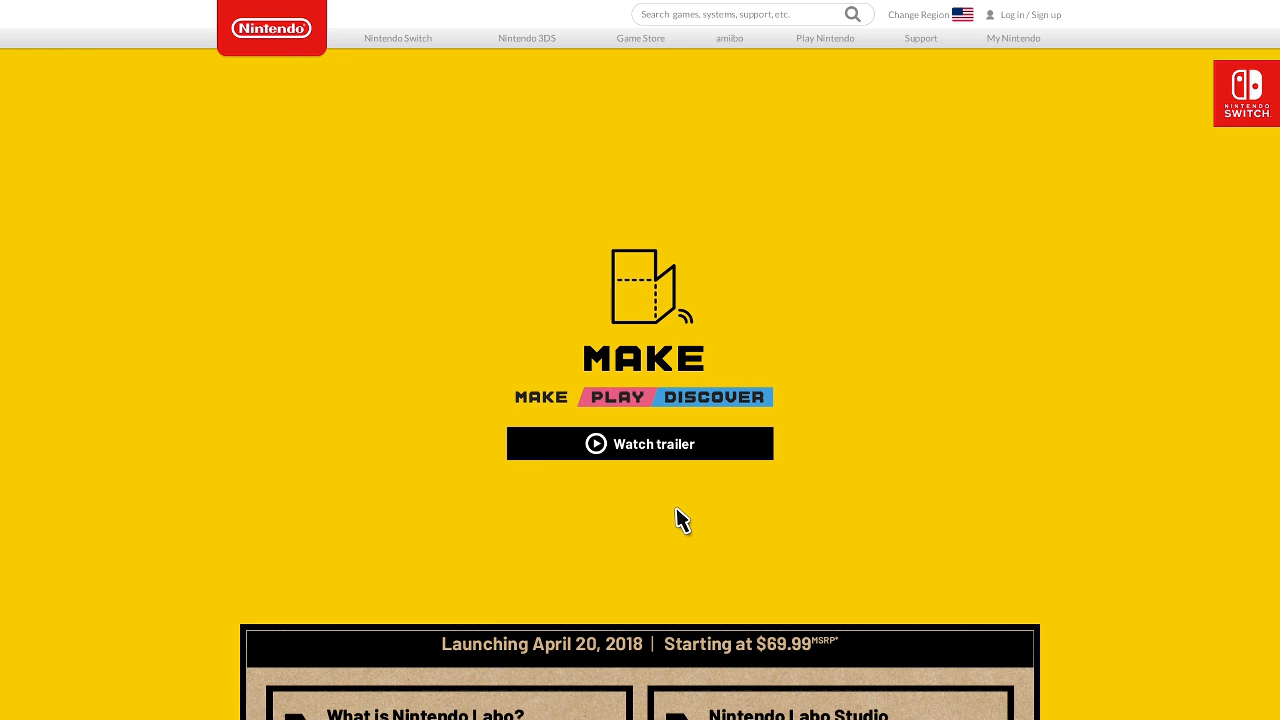 Nintendo
Search games, systems, support, etc.
Change Region
Log in / Sign up
Nintendo Switch
Nintendo 3DS
Game Store
amiibo
Play Nintendo
Support
My Nintendo
NINTENDO
SWITCH
MAKE
MAKE PLAY DISCOVER
Watch trailer
Launching April 20, 2018 | Starting at $69.99MSRP*
What is Nintendo Labo?
Nintendo Labo Studio